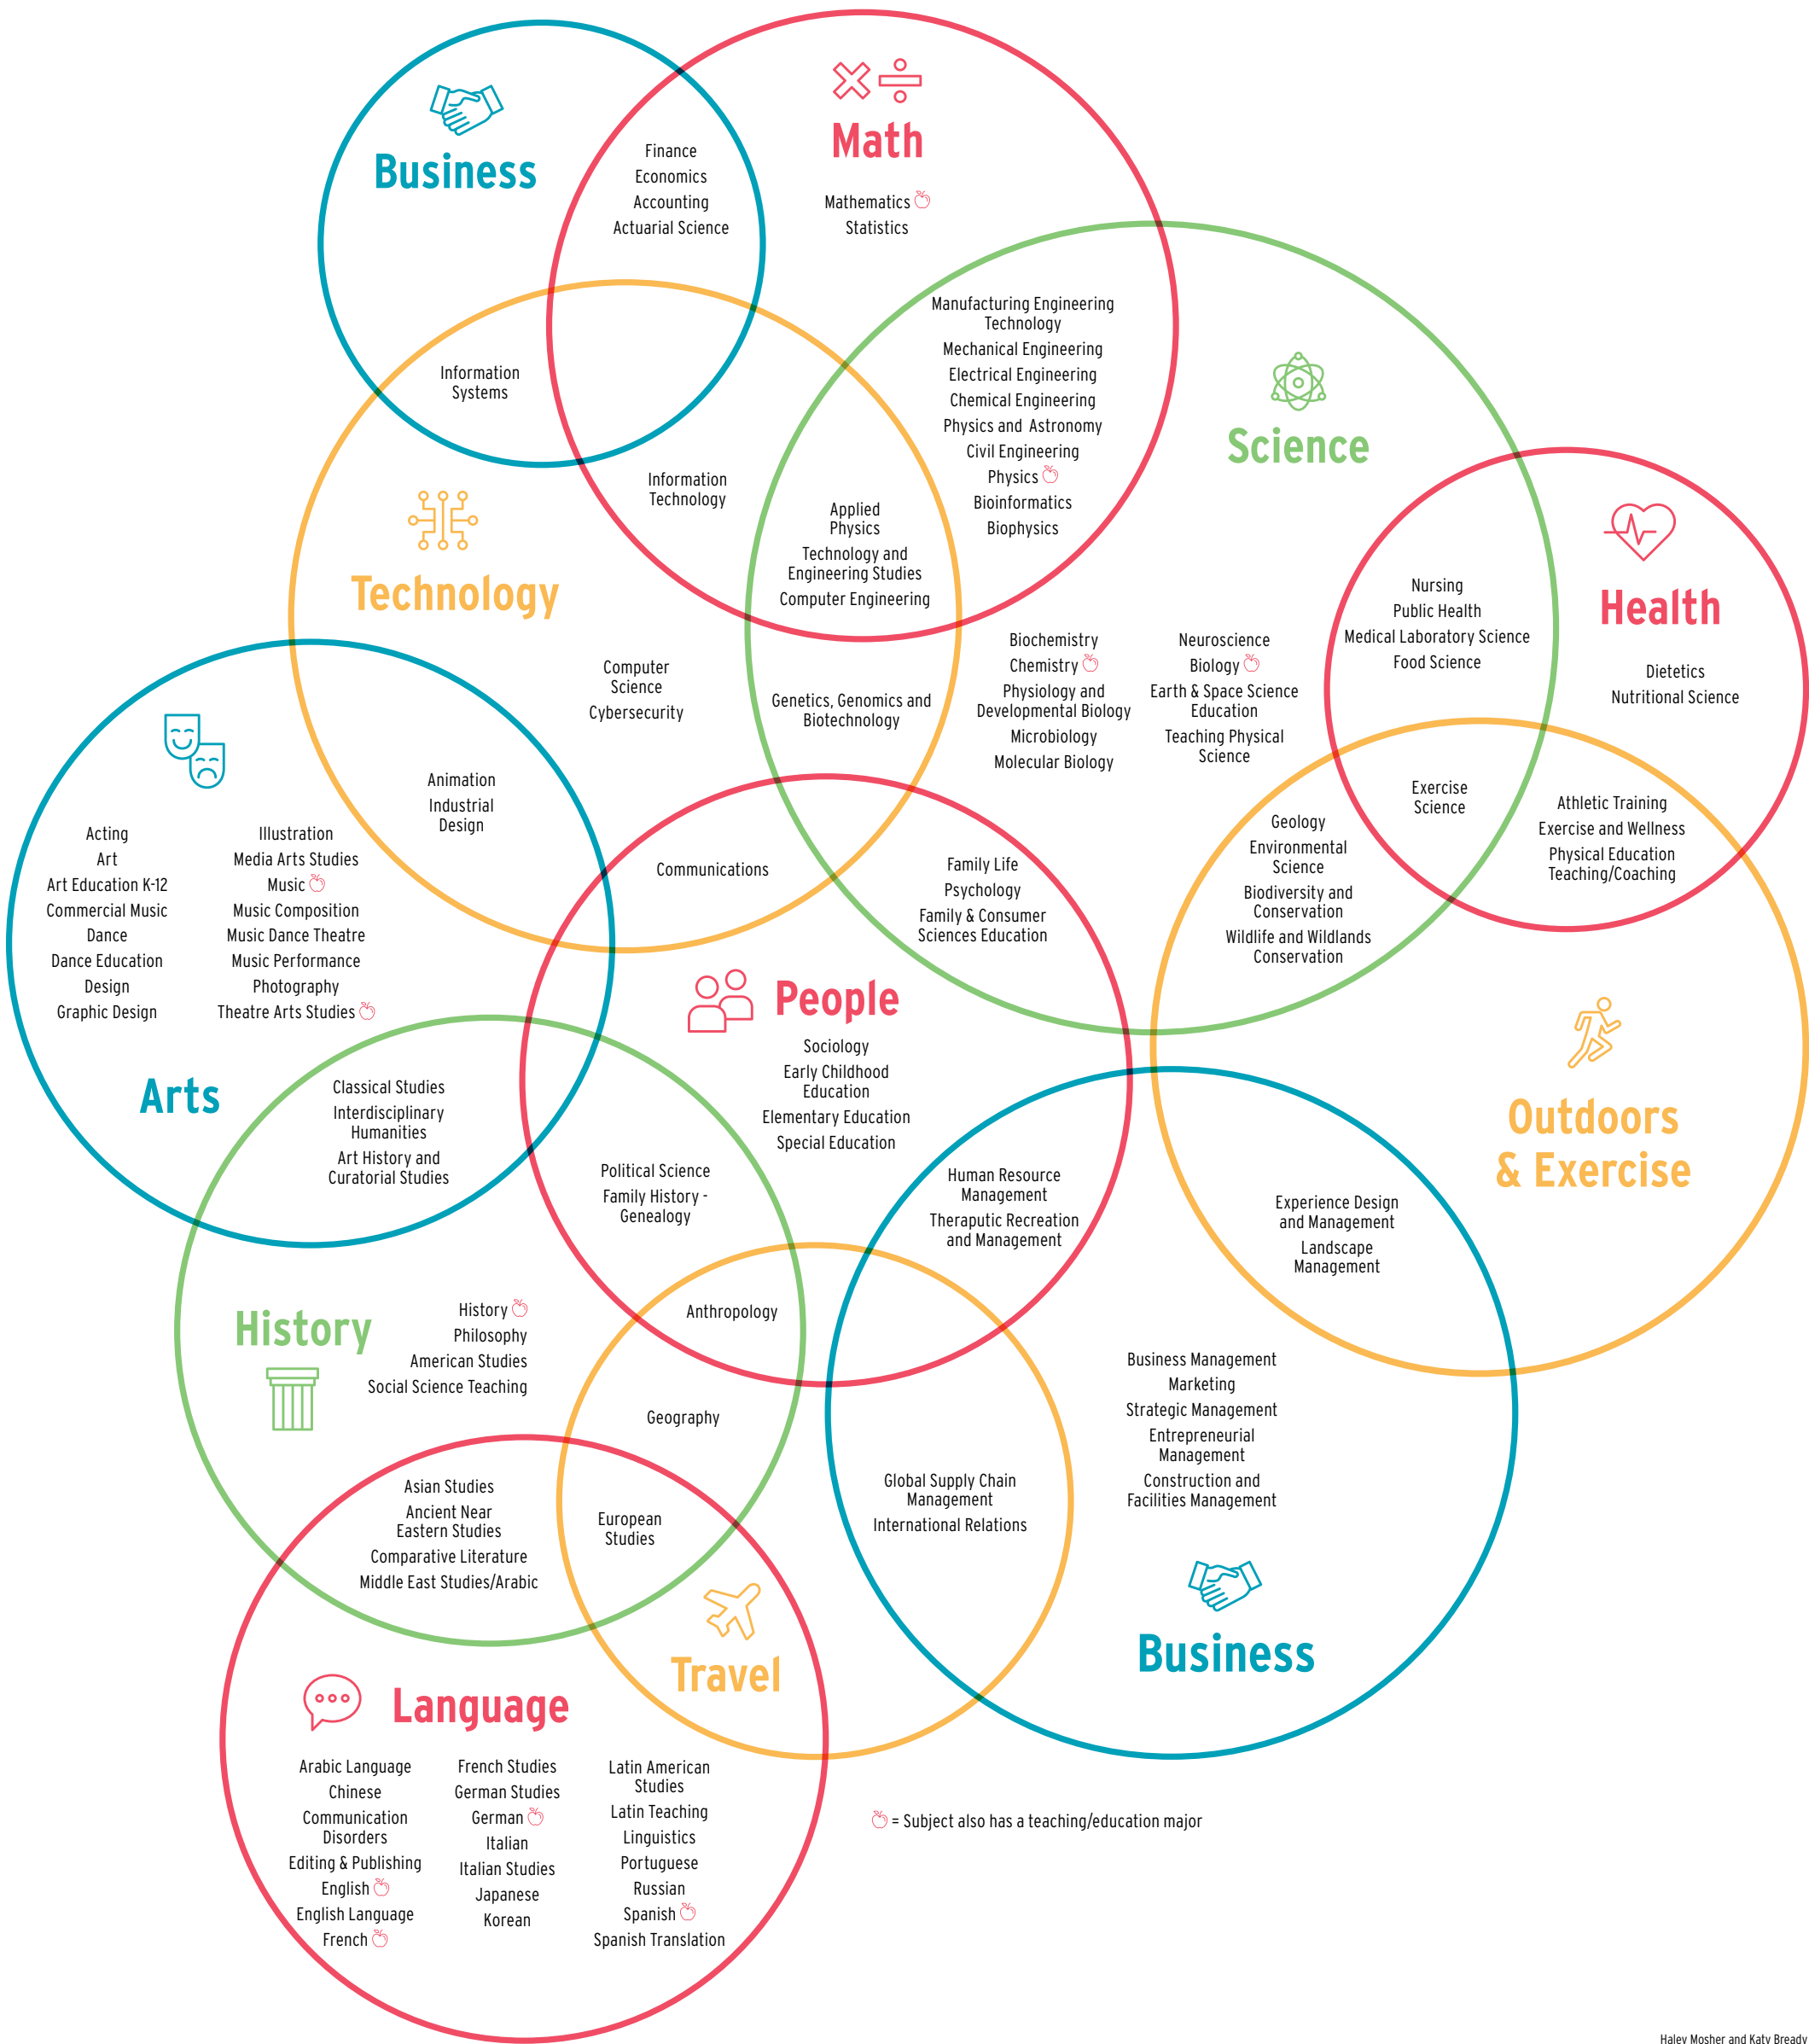 Business
Finance
Economics
Accounting
Actuarial Science
Math
Mathematics
Statistics
Information
Systems
Manufacturing Engineering
Technology
Mechanical Engineering
Electrical Engineering
Chemical Engineering
Physics and Astronomy
Civil Engineering
Physics
Bioinformatics
Biophysics
Science
Technology
Information
Technology
Applied
Physics
Technology and
Engineering Studies
Computer Engineering
Health
Nursing
Public Health
Medical Laboratory Science
Food Science
Dietetics
Nutritional Science
Computer
Science
Cybersecurity
Genetics, Genomics and
Biotechnology
Biochemistry
Chemistry
Physiology and
Developmental Biology
Microbiology
Molecular Biology
Neuroscience
Biology
Earth & Space Science
Education
Teaching Physical
Science
Animation
Industrial
Design
Exercise
Science
Athletic Training
Exercise and Wellness
Physical Education
Teaching/Coaching
Geology
Environmental
Science
Biodiversity and
Conservation
Wildlife and Wildlands
Conservation
Acting
Art
Art Education K-12
Commercial Music
Dance
Dance Education
Design
Graphic Design
Illustration
Media Arts Studies
Music
Music Composition
Music Dance Theatre
Music Performance
Photography
Theatre Arts Studies
Arts
Communications
Family Life
Psychology
Family & Consumer
Sciences Education
People
Sociology
Early Childhood
Education
Elementary Education
Special Education
Outdoors
& Exercise
Classical Studies
Interdisciplinary
Humanities
Art History and
Curatorial Studies
Political Science
Family History -
Genealogy
Human Resource
Management
Theraputic Recreation
and Management
Experience Design
and Management
Landscape
Management
History
History
Philosophy
American Studies
Social Science Teaching
Anthropology
Geography
Business Management
Marketing
Strategic Management
Entrepreneurial
Management
Construction and
Facilities Management
Asian Studies
Ancient Near
Eastern Studies
Comparative Literature
Middle East Studies/Arabic
European
Studies
Global Supply Chain
Management
International Relations
Travel
Business
Language
Arabic Language
Chinese
Communication
Disorders
Editing & Publishing
English
English Language
French
French Studies
German Studies
German
Italian
Italian Studies
Japanese
Korean
Latin American
Studies
Latin Teaching
Linguistics
Portuguese
Russian
Spanish
Spanish Translation
= Subject also has a teaching/education major
Haley Mosher and Katy Bready